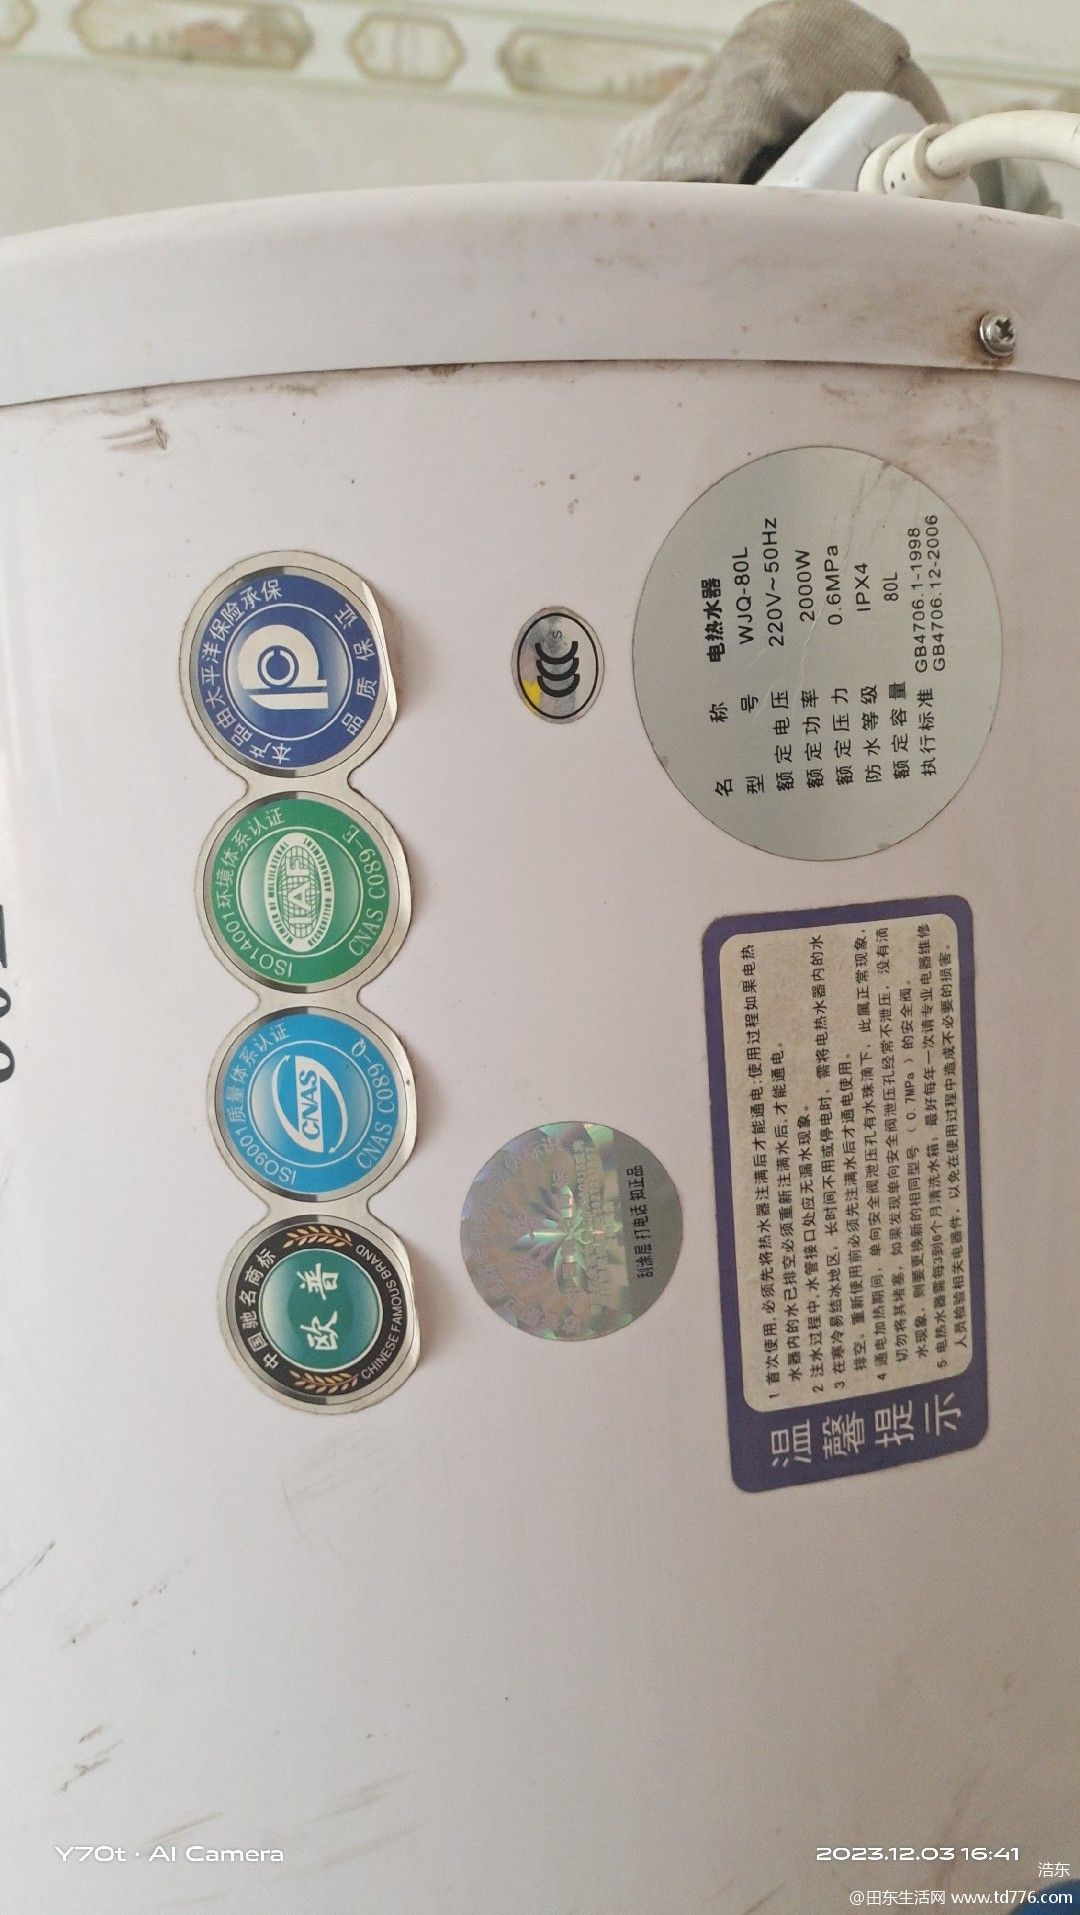 中国驰名商标
欧普
CHINESE FAMOUS BRAND
ISO9001质量体系认证
CNAS
CNAS C089-Q
ISO14001环境体系认证
MEMBER OF MULTILATERAL
IAF
RECOGNITION ARRANGEMENT
CNAS C089-E
本产品由太平洋保险承保
品质保证
CCC
S
刮涂层 打电话 知正品
名称 电热水器
型号 WJQ-80L
额定电压 220V~50Hz
额定功率 2000W
额定压力 0.6MPa
防水等级 IPX4
额定容量 80L
执行标准 GB4706.1-1998
GB4706.12-2006
温馨提示
1 首次使用,必须先将热水器注满后才能通电;使用过程如果电热
水器内的水已排空必须重新注满水后,才能通电。
2 注水过程中,水管接口处应无漏水现象。
3 在寒冷易结冰地区，长时间不用或停电时，需将电热水器内的水
排空。重新使用前必须先注满水后才通电使用。
4 通电加热期间，单向安全阀泄压孔有水珠滴下，此属正常现象，
切勿将其堵塞，如果发现单向安全阀泄压孔经常不泄压，没有滴
水现象，则要更换新的相同型号（0.7MPa）的安全阀。
5 电热水器需每3到6个月清洗水箱，最好每年一次请专业电器维修
人员检验相关电器件，以免在使用过程中造成不必要的损害。
Y70t · AI Camera
2023.12.03 16:41
浩东
@田东生活网 www.td776.com